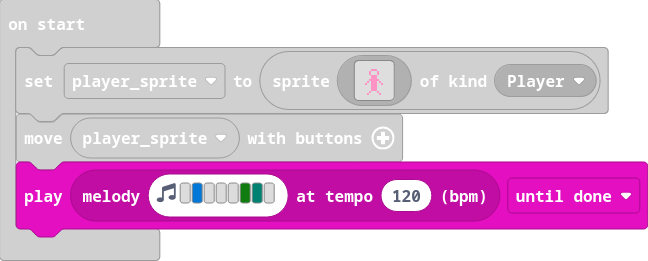 on start
set player_sprite to sprite of kind Player
move player_sprite with buttons
play melody at tempo 120 (bpm) until done